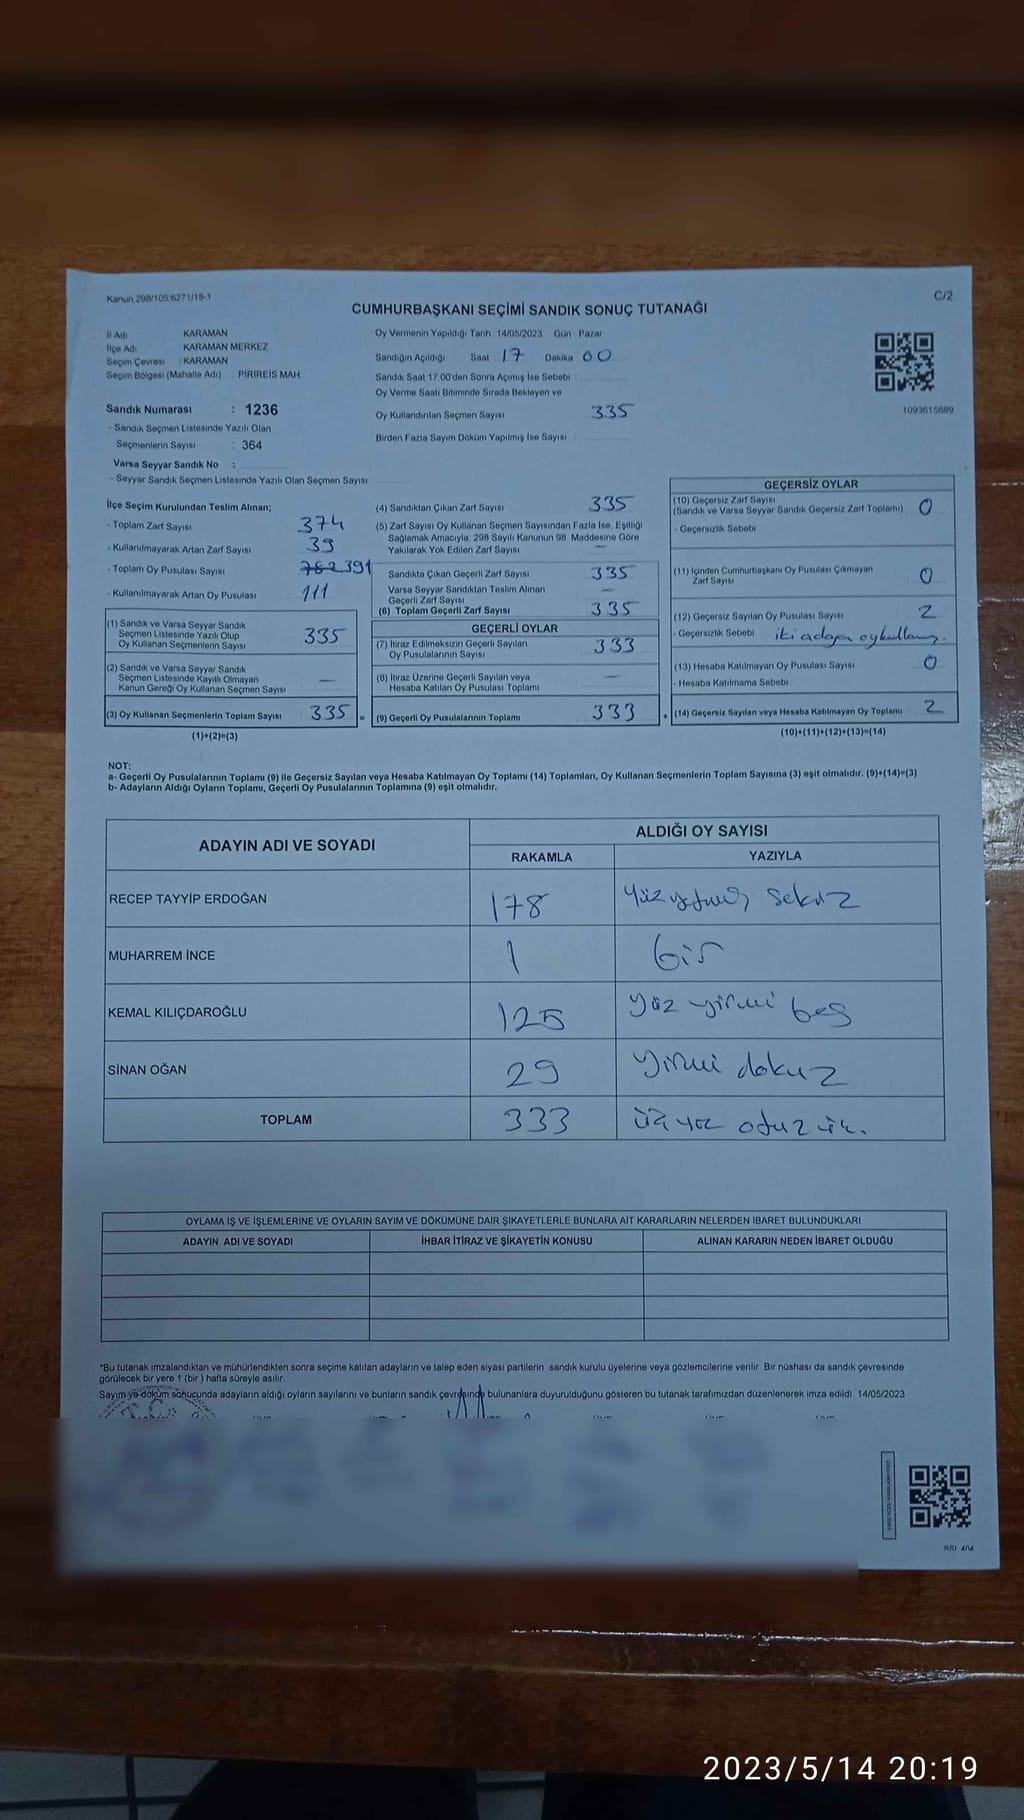 Kanun 298/105 6271/18-1
C/2
CUMHURBAŞKANI SEÇİMİ SANDIK SONUÇ TUTANAĞI
İl Adı KARAMAN
İlçe Adı KARAMAN MERKEZ
Seçim Çevresi : KARAMAN
Seçim Bölgesi (Mahalle Adı) : PİRİREİS MAH.
Sandık Numarası : 1236
- Sandık Seçmen Listesinde Yazılı Olan
Seçmenlerin Sayısı : 364
Varsa Seyyar Sandık No :
- Seyyar Sandık Seçmen Listesinde Yazılı Olan Seçmen Sayısı
Oy Vermenin Yapıldığı Tarih : 14/05/2023 Gün : Pazar
Sandığın Açıldığı Saat 17 Dakika 00
Sandık Saat 17.00'den Sonra Açımış İse Sebebi
Oy Verme Saati Bitiminde Sırada Bekleyen ve
Oy Kullandırılan Seçmen Sayısı 335
Birden Fazla Sayım Döküm Yapılmış İse Sayısı
1093615609
İlçe Seçim Kurulundan Teslim Alınan;
- Toplam Zarf Sayısı 374
- Kullanılmayarak Artan Zarf Sayısı 39
- Toplam Oy Pusulası Sayısı 391
- Kullanılmayarak Artan Oy Pusulası 111
(1) Sandık ve Varsa Seyyar Sandık
Seçmen Listesinde Yazılı Olup
Oy Kullanan Seçmenlerin Sayısı 335
(2) Sandık ve Varsa Seyyar Sandık
Seçmen Listesinde Kayıtlı Olmayan
Kanun Gereği Oy Kullanan Seçmen Sayısı —
(3) Oy Kullanan Seçmenlerin Toplam Sayısı 335 =
(1)+(2)=(3)
(4) Sandıktan Çıkan Zarf Sayısı 335
(5) Zarf Sayısı Oy Kullanan Seçmen Sayısından Fazla İse, Eşitliği
Sağlamak Amacıyla, 298 Sayılı Kanunun 98. Maddesine Göre
Yakılarak Yok Edilen Zarf Sayısı —
Sandıkta Çıkan Geçerli Zarf Sayısı 335
Varsa Seyyar Sandıktan Teslim Alınan
Geçerli Zarf Sayısı —
(6) Toplam Geçerli Zarf Sayısı 335
GEÇERLİ OYLAR
(7) İtiraz Edilmeksizin Geçerli Sayılan
Oy Pusulalarının Sayısı 333
(8) İtiraz Üzerine Geçerli Sayılan veya
Hesaba Katılan Oy Pusulası Toplamı —
(9) Geçerli Oy Pusulalarının Toplamı 333 +
GEÇERSİZ OYLAR
(10) Geçersiz Zarf Sayısı
(Sandık ve Varsa Seyyar Sandık Geçersiz Zarf Toplamı) 0
- Geçersizlik Sebebi
(11) İçinden Cumhurbaşkanı Oy Pusulası Çıkmayan
Zarf Sayısı 0
(12) Geçersiz Sayılan Oy Pusulası Sayısı 2
- Geçersizlik Sebebi iki adaya oy kullanmış.
(13) Hesaba Katılmayan Oy Pusulası Sayısı 0
- Hesaba Katılmama Sebebi
(14) Geçersiz Sayılan veya Hesaba Katılmayan Oy Toplamı 2
(10)+(11)+(12)+(13)=(14)
NOT:
a- Geçerli Oy Pusulalarının Toplamı (9) ile Geçersiz Sayılan veya Hesaba Katılmayan Oy Toplamı (14) Toplamları, Oy Kullanan Seçmenlerin Toplam Sayısına (3) eşit olmalıdır. (9)+(14)=(3)
b- Adayların Aldığı Oyların Toplamı, Geçerli Oy Pusulalarının Toplamına (9) eşit olmalıdır.
ADAYIN ADI VE SOYADI ALDIĞI OY SAYISI
RAKAMLA YAZIYLA
RECEP TAYYİP ERDOĞAN 178 Yüz yetmiş sekiz
MUHARREM İNCE 1 bir
KEMAL KILIÇDAROĞLU 125 yüz yirmi beş
SİNAN OĞAN 29 Yirmi dokuz
TOPLAM 333 üçyüz otuz üç.
OYLAMA İŞ VE İŞLEMLERİNE VE OYLARIN SAYIM VE DÖKÜMÜNE DAİR ŞİKAYETLERLE BUNLARA AİT KARARLARIN NELERDEN İBARET BULUNDUKLARI
ADAYIN ADI VE SOYADI İHBAR İTİRAZ VE ŞİKAYETİN KONUSU ALINAN KARARIN NEDEN İBARET OLDUĞU
*Bu tutanak imzalandıktan ve mühürlendikten sonra seçime katılan adayların ve talep eden siyasi partilerin sandık kurulu üyelerine veya gözlemcilerine verilir. Bir nüshası da sandık çevresinde
görülecek bir yere 1 (bir) hafta süreyle asılır.
Sayım ve döküm sonucunda adayların aldığı oyların sayılarını ve bunların sandık çevresinde bulunanlara duyurulduğunu gösteren bu tutanak tarafımızdan düzenlenerek imza edildi. 14/05/2023
2023/5/14 20:19